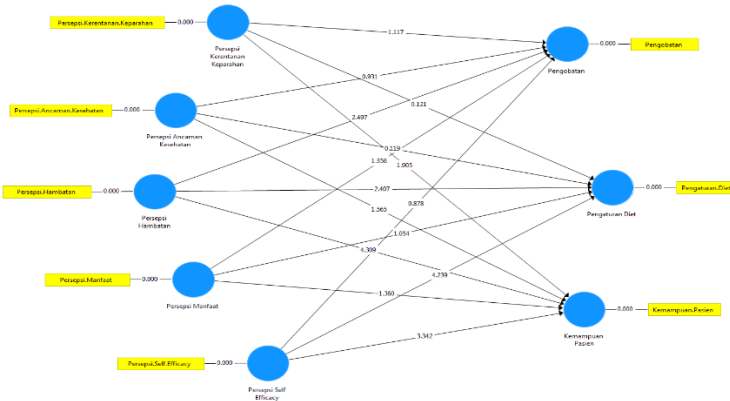 Persepsi.Kerentanan.Keparahan
0.000
Persepsi
Kerentanan
Keparahan
1.117
Pengobatan
0.000
Pengobatan
0.931
0.121
Persepsi.Ancaman.Kesehatan
0.000
Persepsi Ancaman
Kesehatan
2.497
0.119
1.356
1.905
Persepsi.Hambatan
0.000
Persepsi
Hambatan
2.407
Pengaturan Diet
0.000
Pengaturan.Diet
1.565
0.878
1.054
4.309
4.239
Persepsi.Manfaat
0.000
Persepsi Manfaat
1.360
Kemampuan
Pasien
0.000
Kemampuan.Pasien
3.342
Persepsi.Self.Efficacy
0.000
Persepsi Self
Efficacy